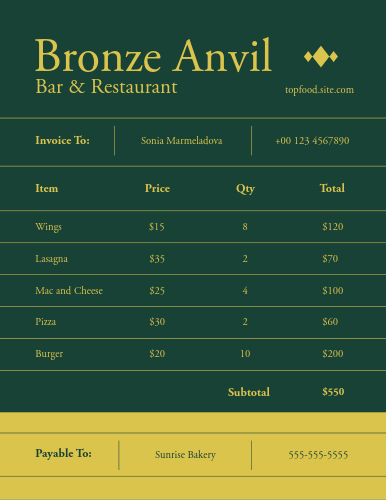 Bronze Anvil
Bar & Restaurant
topfood.site.com
Invoice To: Sonia Marmeladova +00 123 4567890
Item Price Qty Total
Wings $15 8 $120
Lasagna $35 2 $70
Mac and Cheese $25 4 $100
Pizza $30 2 $60
Burger $20 10 $200
Subtotal $550
Payable To: Sunrise Bakery 555-555-5555